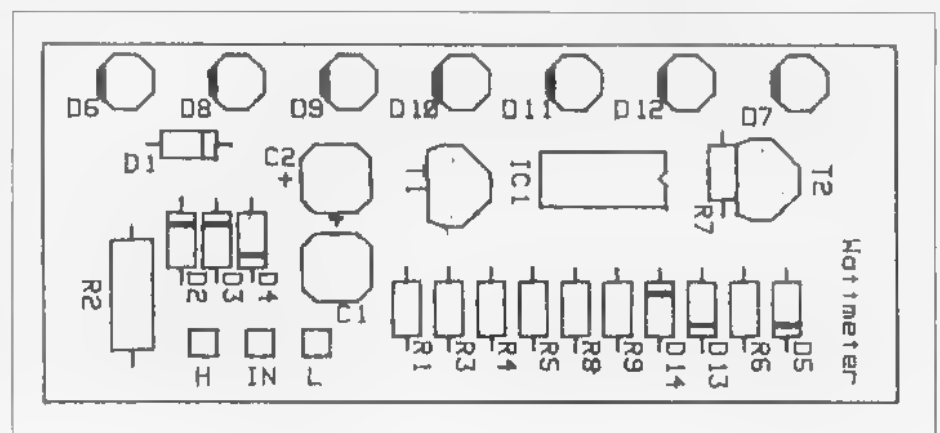 D6 D8 D9 D10 D11 D12 D7
D1 C2 T1 IC1 R7 T2
+
+
R2 D2 D3 D4 C1
R1 R3 R4 R5 R8 R9 D14 D13 R6 D5
H IN L
Wattmeter